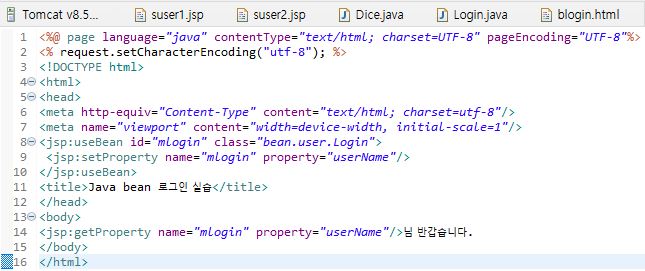 Tomcat v8.5... suser1.jsp suser2.jsp Dice.java Login.java blogin.html
1 <%@ page language="java" contentType="text/html; charset=UTF-8" pageEncoding="UTF-8"%>
2 <% request.setCharacterEncoding("utf-8"); %>
3 <!DOCTYPE html>
4 <html>
5 <head>
6 <meta http-equiv="Content-Type" content="text/html; charset=utf-8"/>
7 <meta name="viewport" content="width=device-width, initial-scale=1"/>
8 <jsp:useBean id="mlogin" class="bean.user.Login">
9 <jsp:setProperty name="mlogin" property="userName"/>
10 </jsp:useBean>
11 <title>Java bean 로그인 실습</title>
12 </head>
13 <body>
14 <jsp:getProperty name="mlogin" property="userName"/>님 반갑습니다.
15 </body>
16 </html>